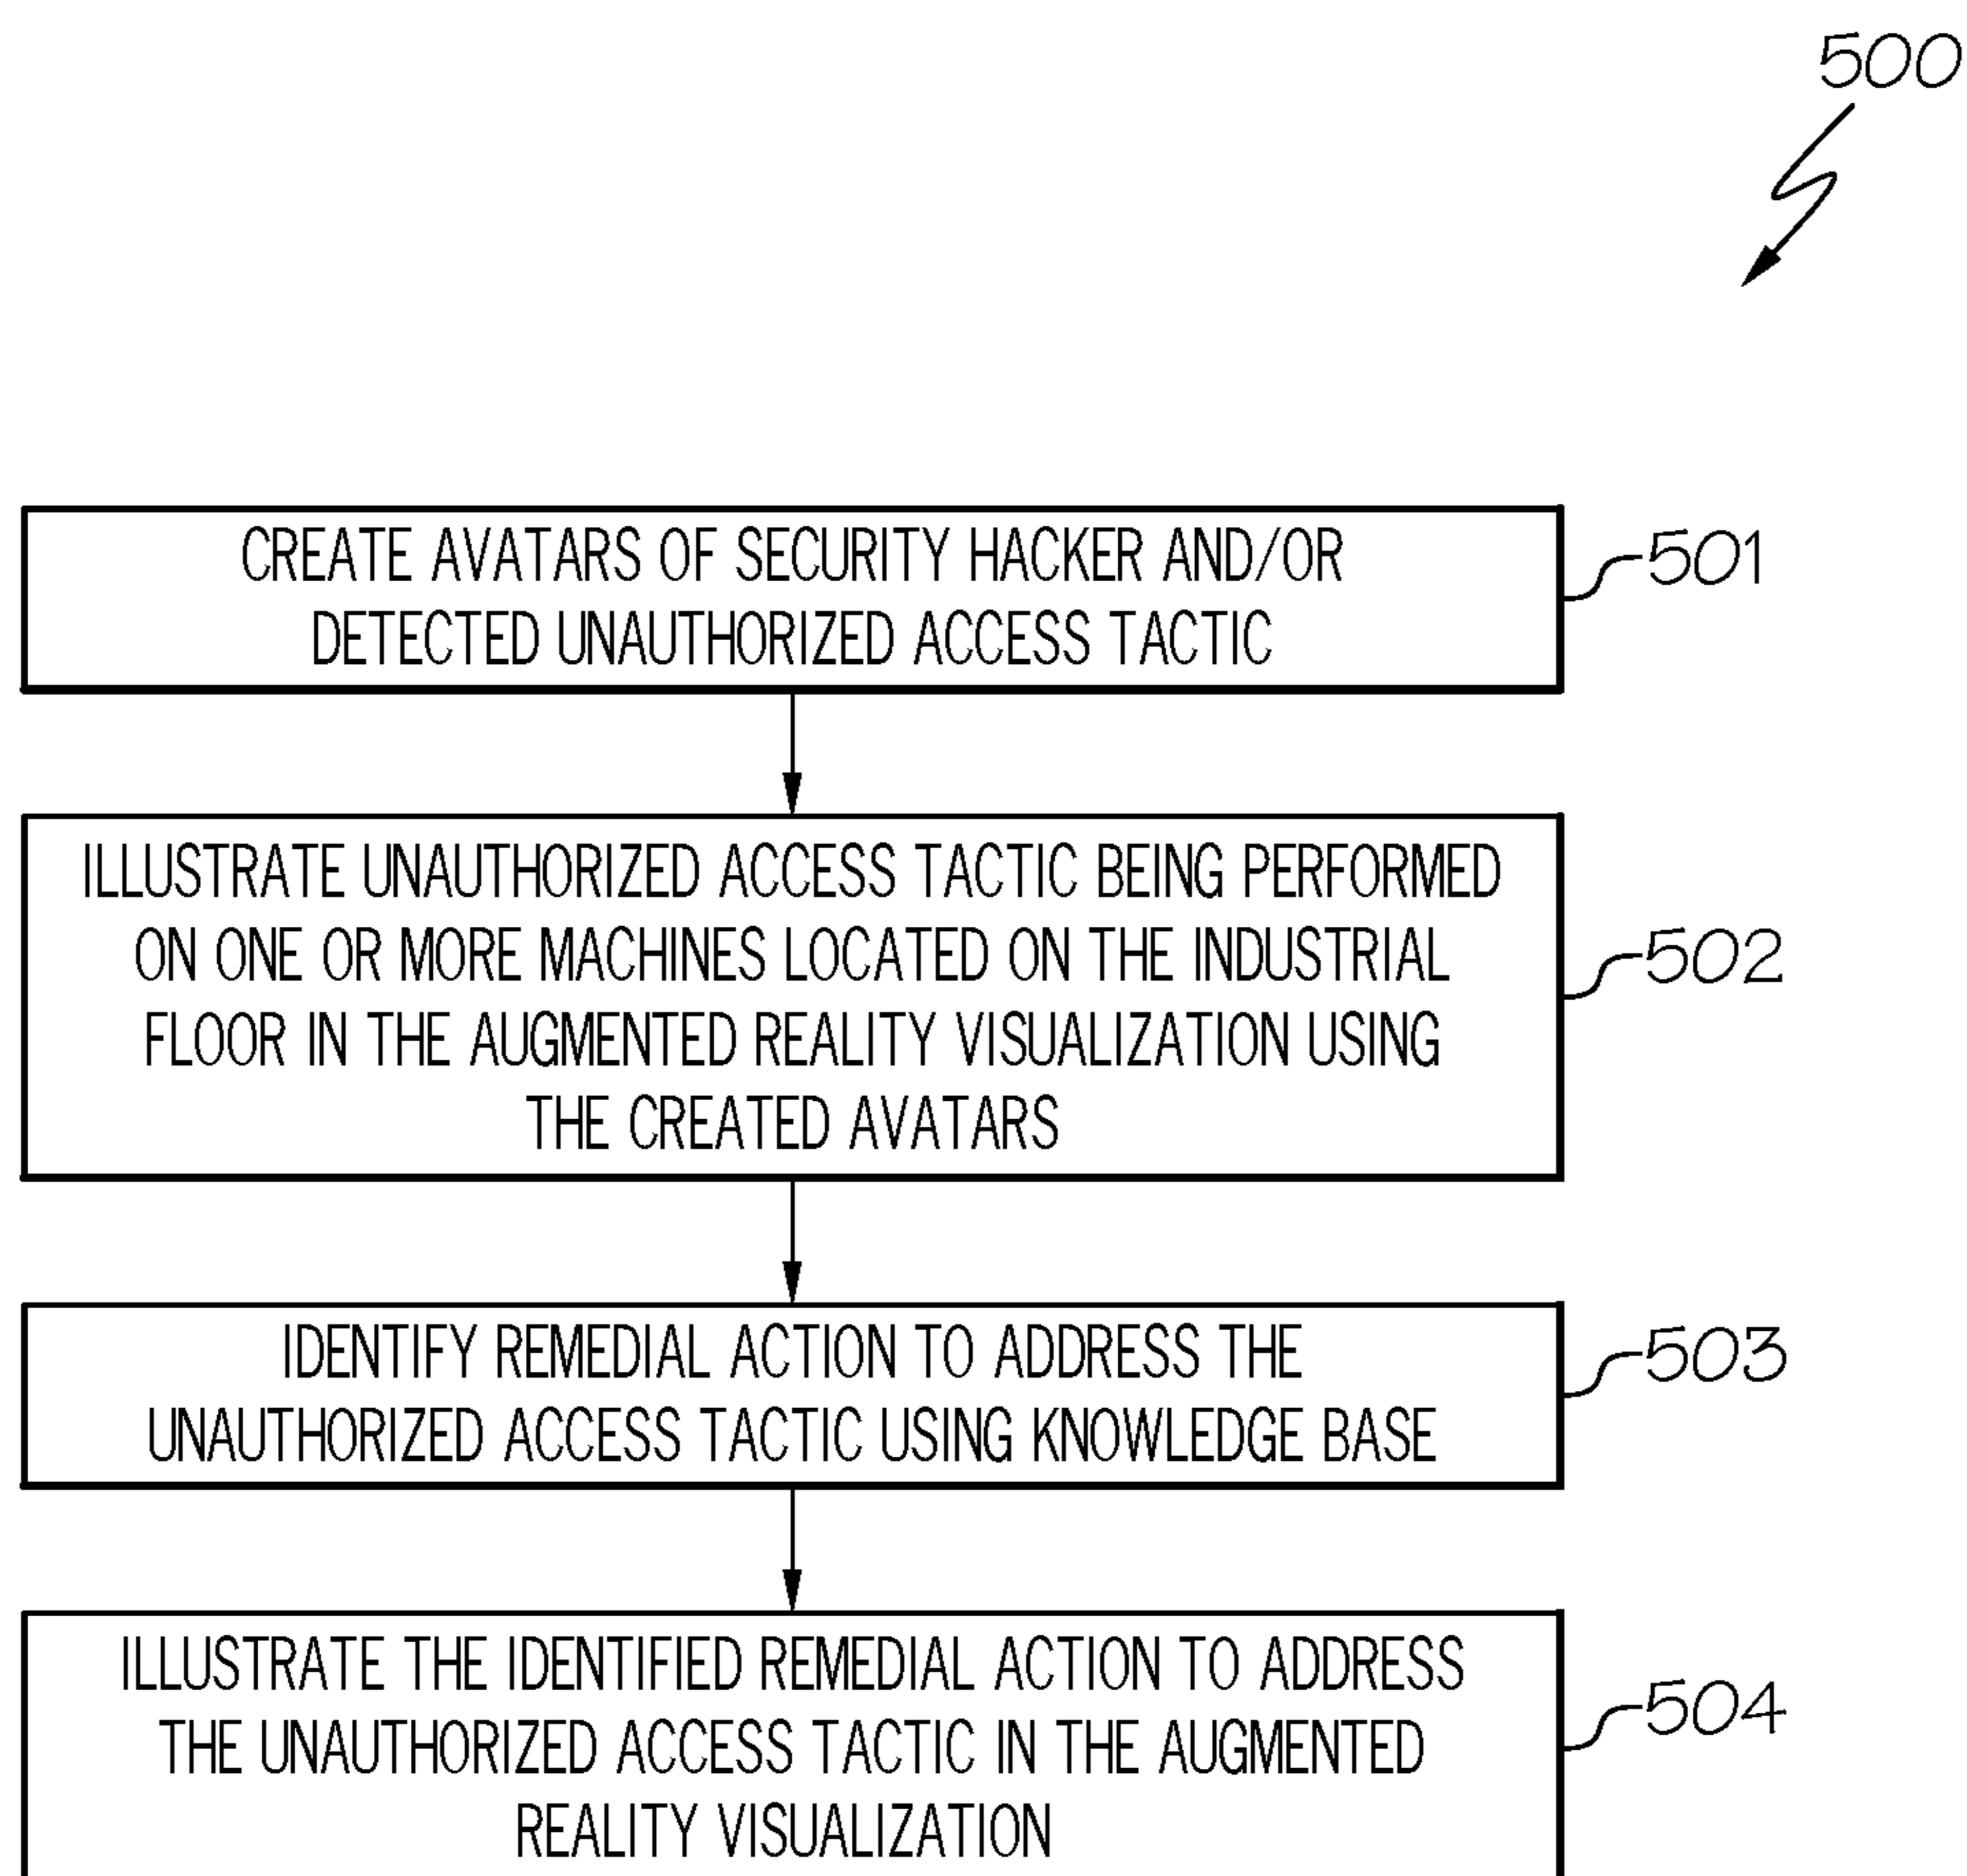 500
CREATE AVATARS OF SECURITY HACKER AND/OR
DETECTED UNAUTHORIZED ACCESS TACTIC
501
ILLUSTRATE UNAUTHORIZED ACCESS TACTIC BEING PERFORMED
ON ONE OR MORE MACHINES LOCATED ON THE INDUSTRIAL
FLOOR IN THE AUGMENTED REALITY VISUALIZATION USING
THE CREATED AVATARS
502
IDENTIFY REMEDIAL ACTION TO ADDRESS THE
UNAUTHORIZED ACCESS TACTIC USING KNOWLEDGE BASE
503
ILLUSTRATE THE IDENTIFIED REMEDIAL ACTION TO ADDRESS
THE UNAUTHORIZED ACCESS TACTIC IN THE AUGMENTED
REALITY VISUALIZATION
504